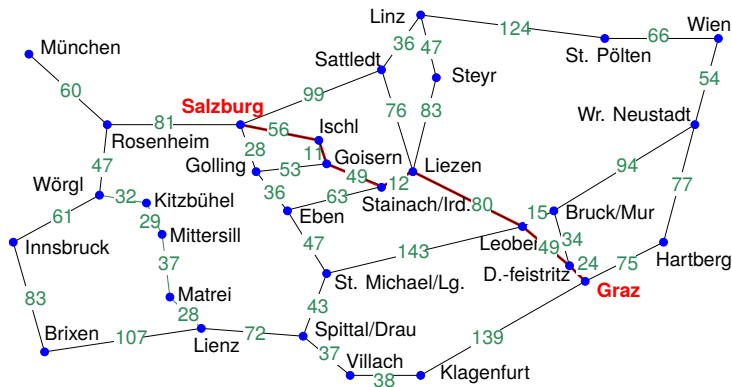 Linz
124
66
Wien
36
47
St. Pölten
München
Sattledt
Steyr
54
60
99
76
83
Salzburg
Wr. Neustadt
81
56
Ischl
Rosenheim
28
11
Goisern
94
47
Golling
53
49
Liezen
77
Wörgl
32
Kitzbühel
36
63
12
80
Stainach/Ird.
15
Bruck/Mur
61
29
Mittersill
Eben
Leoben
49
34
Innsbruck
37
47
143
D.-feistritz
24
75
Hartberg
83
Matrei
St. Michael/Lg.
Graz
28
43
Brixen
107
Lienz
72
Spittal/Drau
139
37
Villach
38
Klagenfurt